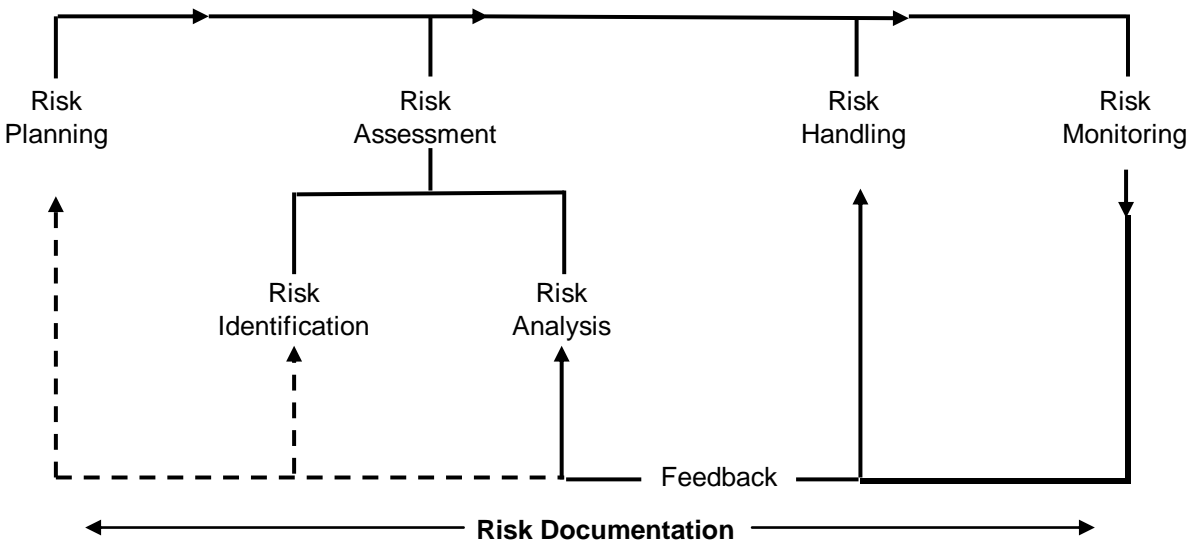 Risk
Planning
Risk
Assessment
Risk
Handling
Risk
Monitoring
Risk
Identification
Risk
Analysis
Feedback
Risk Documentation